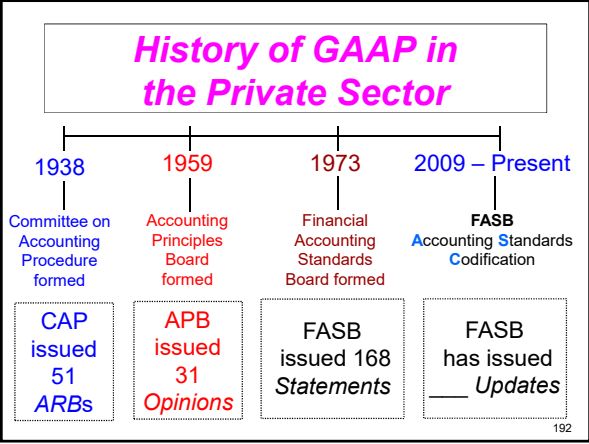 History of GAAP in
the Private Sector
1938
1959
1973
2009 – Present
Committee on
Accounting
Procedure
formed
Accounting
Principles
Board
formed
Financial
Accounting
Standards
Board formed
FASB
Accounting Standards
Codification
CAP
issued
51
ARBs
APB
issued
31
Opinions
FASB
issued 168
Statements
FASB
has issued
___ Updates
192